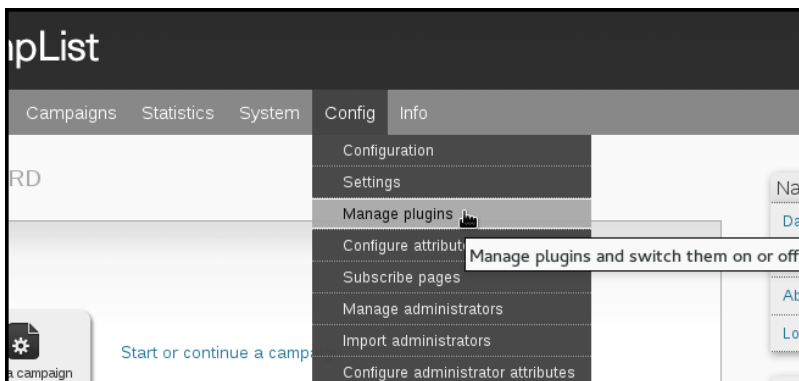 pList
Campaigns Statistics System Config Info
Configuration
RD
Settings
Na
Manage plugins
Da
Configure attribut
Manage plugins and switch them on or off
Subscribe pages
Ab
Manage administrators
Lo
Import administrators
Start or continue a camp
a campaign
Configure administrator attributes